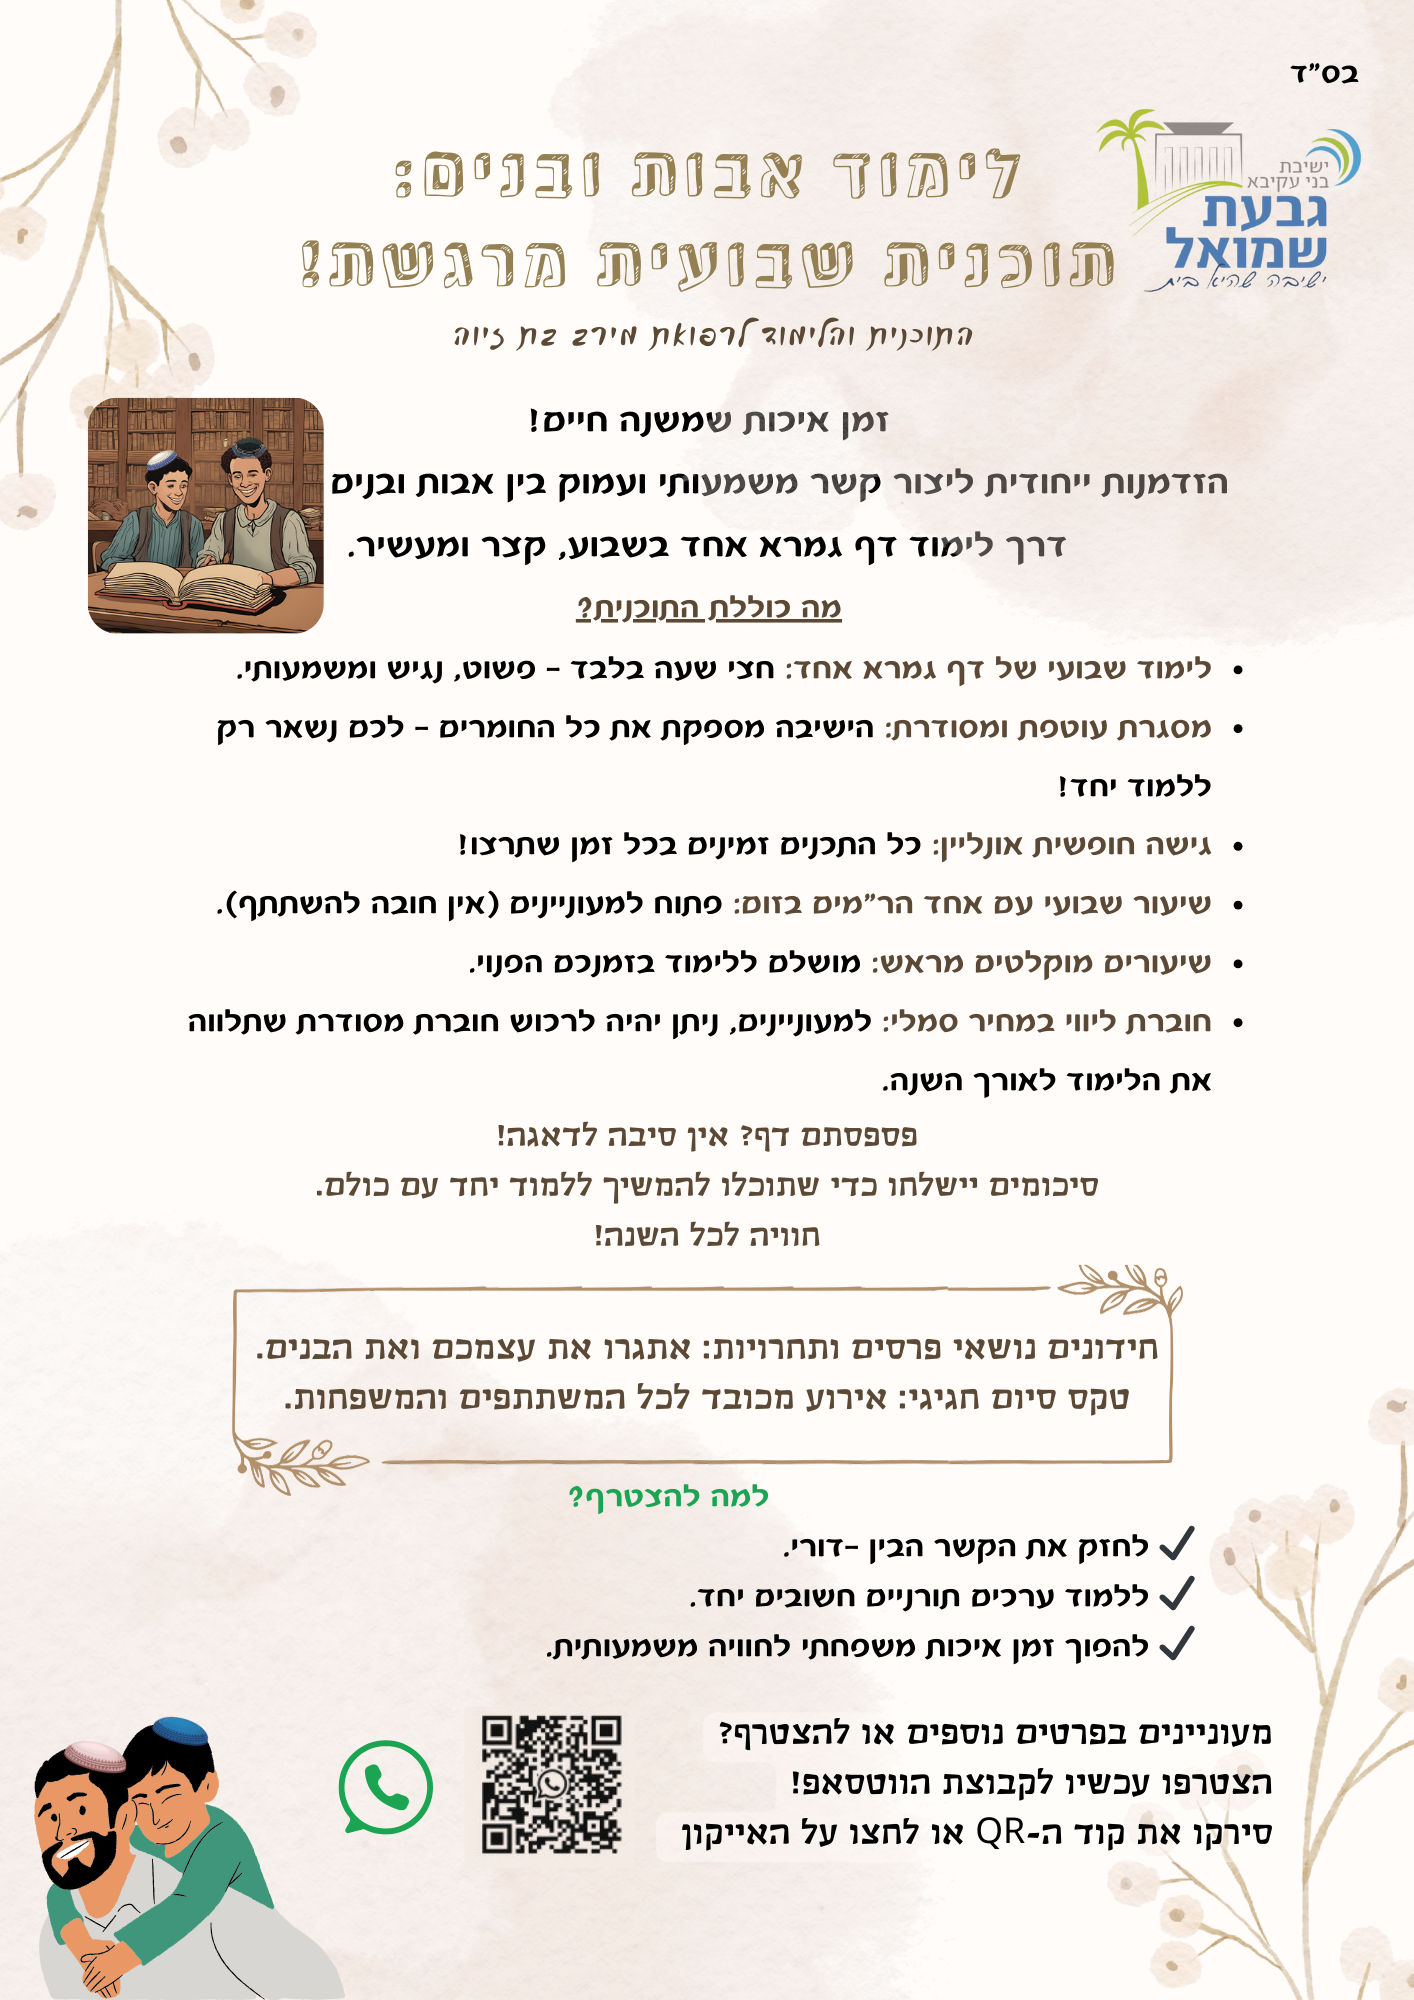 בס"ד
ישיבת
בני עקיבא
גבעת
שמואל
ישיבה שהיא בית
לימוד אבות ובנים:
תוכנית שבועית מרגשת!
התוכנית והלימוד לרפואת מירב בת זיוה
זמן איכות שמשנה חיים!
הזדמנות ייחודית ליצור קשר משמעותי ועמוק בין אבות ובנים
דרך לימוד דף גמרא אחד בשבוע, קצר ומעשיר.
מה כוללת התוכנית?
• לימוד שבועי של דף גמרא אחד: חצי שעה בלבד – פשוט, נגיש ומשמעותי.
• מסגרת עוטפת ומסודרת: הישיבה מספקת את כל החומרים – לכם נשאר רק
ללמוד יחד!
• גישה חופשית אונליין: כל התכנים זמינים בכל זמן שתרצו!
• שיעור שבועי עם אחד הר"מים בזום: פתוח למעוניינים (אין חובה להשתתף).
• שיעורים מוקלטים מראש: מושלם ללימוד בזמנכם הפנוי.
• חוברת ליווי במחיר סמלי: למעוניינים, ניתן יהיה לרכוש חוברת מסודרת שתלווה
את הלימוד לאורך השנה.
פספסתם דף? אין סיבה לדאגה!
סיכומים יישלחו כדי שתוכלו להמשיך ללמוד יחד עם כולם.
חוויה לכל השנה!
חידונים נושאי פרסים ותחרויות: אתגרו את עצמכם ואת הבנים.
טקס סיום חגיגי: אירוע מכובד לכל המשתתפים והמשפחות.
למה להצטרף?
לחזק את הקשר הבין –דורי.
ללמוד ערכים תורניים חשובים יחד.
להפוך זמן איכות משפחתי לחוויה משמעותית.
מעוניינים בפרטים נוספים או להצטרף?
הצטרפו עכשיו לקבוצת הווטסאפ!
סירקו את קוד ה-QR או לחצו על האייקון